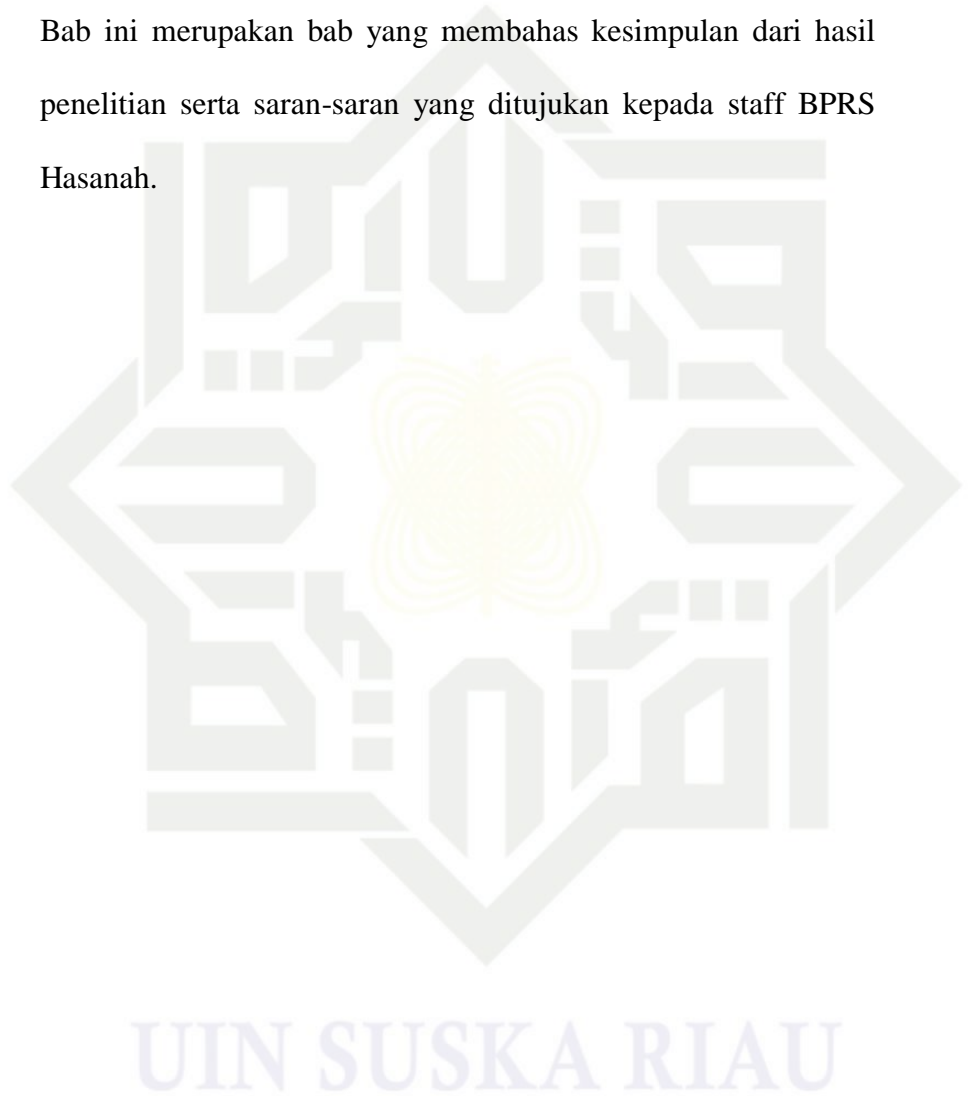 Bab ini merupakan bab yang membahas kesimpulan dari hasil
penelitian serta saran-saran yang ditujukan kepada staff BPRS
Hasanah.
UIN SUSKA RIAU